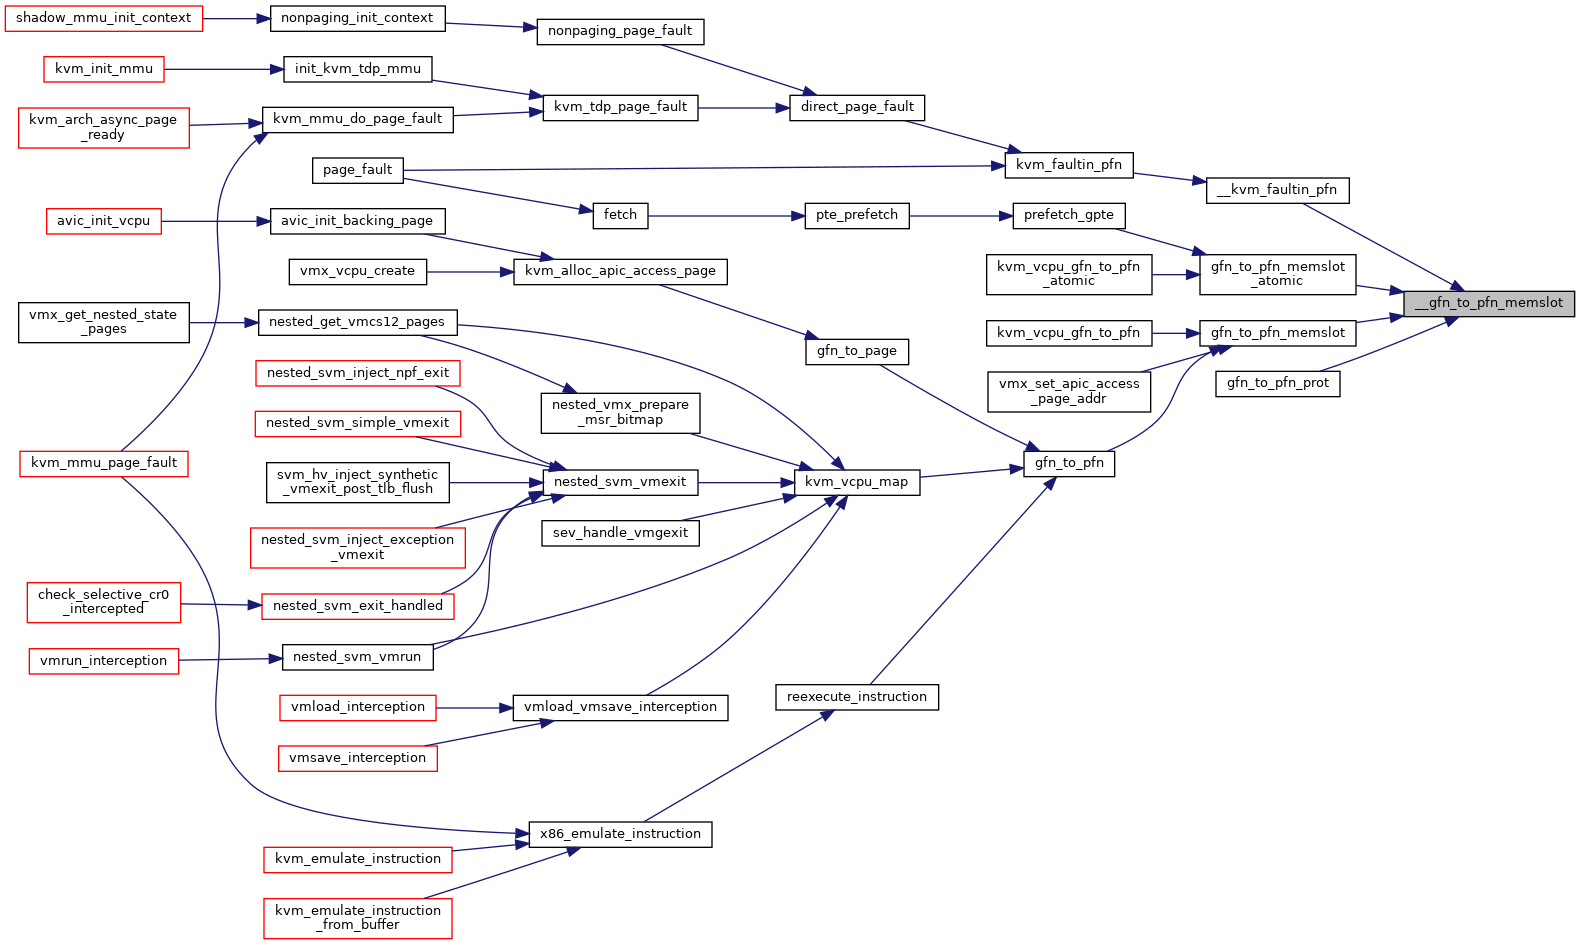 shadow_mmu_init_context
nonpaging_init_context
nonpaging_page_fault
kvm_init_mmu
init_kvm_tdp_mmu
kvm_arch_async_page
_ready
kvm_mmu_do_page_fault
kvm_tdp_page_fault
direct_page_fault
page_fault
kvm_faultin_pfn
__kvm_faultin_pfn
avic_init_vcpu
avic_init_backing_page
fetch
pte_prefetch
prefetch_gpte
vmx_vcpu_create
kvm_alloc_apic_access_page
kvm_vcpu_gfn_to_pfn
_atomic
gfn_to_pfn_memslot
_atomic
__gfn_to_pfn_memslot
vmx_get_nested_state
_pages
nested_get_vmcs12_pages
gfn_to_page
kvm_vcpu_gfn_to_pfn
gfn_to_pfn_memslot
nested_svm_inject_npf_exit
vmx_set_apic_access
_page_addr
gfn_to_pfn_prot
nested_svm_simple_vmexit
nested_vmx_prepare
_msr_bitmap
kvm_mmu_page_fault
svm_hv_inject_synthetic
_vmexit_post_tlb_flush
nested_svm_vmexit
kvm_vcpu_map
gfn_to_pfn
nested_svm_inject_exception
_vmexit
sev_handle_vmgexit
check_selective_cr0
_intercepted
nested_svm_exit_handled
vmrun_interception
nested_svm_vmrun
vmload_interception
vmload_vmsave_interception
reexecute_instruction
vmsave_interception
x86_emulate_instruction
kvm_emulate_instruction
kvm_emulate_instruction
_from_buffer